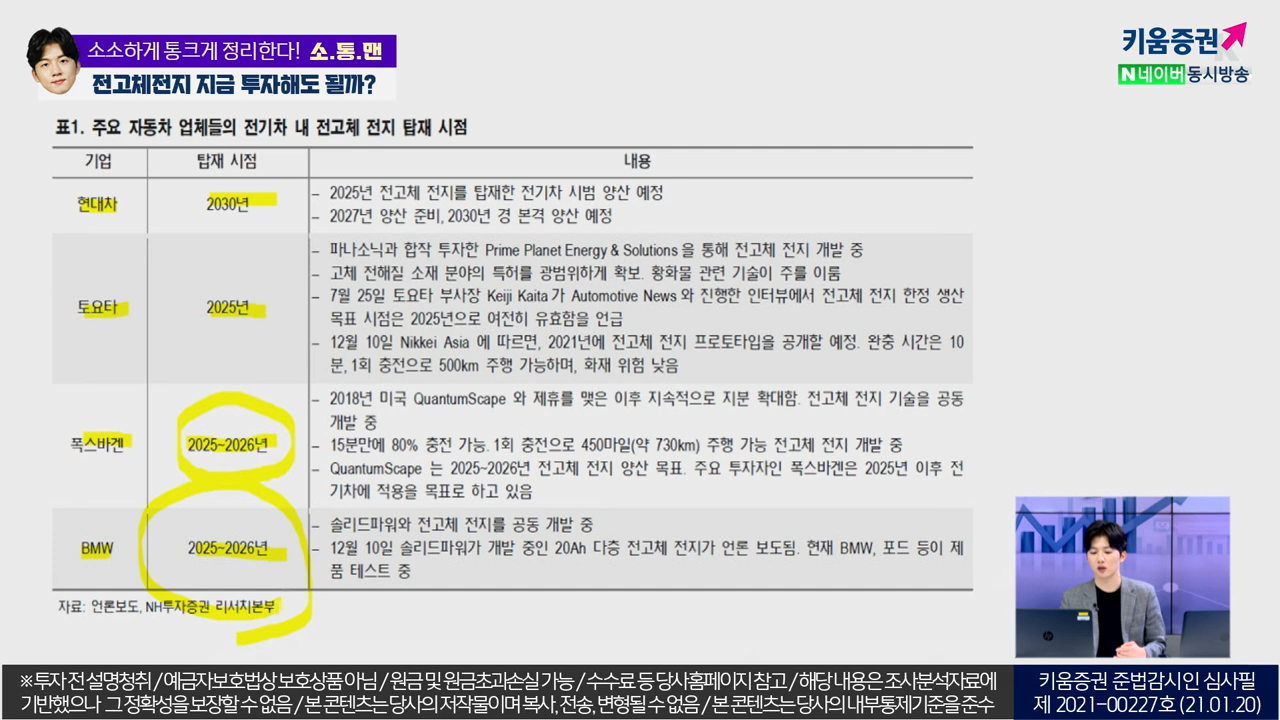 소소하게 통크게 정리한다! 소.통.맨
전고체전지 지금 투자해도 될까?
키움증권
N 네이버 동시방송
표1. 주요 자동차 업체들의 전기차 내 전고체 전지 탑재 시점
기업 탑재 시점 내용
현대차 2030년
– 2025년 전고체 전지를 탑재한 전기차 시범 양산 예정
– 2027년 양산 준비, 2030년 경 본격 양산 예정
토요타 2025년
– 파나소닉과 합작 투자한 Prime Planet Energy & Solutions 을 통해 전고체 전지 개발 중
– 고체 전해질 소재 분야의 특허를 광범위하게 확보. 황화물 관련 기술이 주를 이룸
– 7월 25일 토요타 부사장 Keiji Kaita 가 Automotive News 와 진행한 인터뷰에서 전고체 전지 한정 생산
목표 시점은 2025년으로 여전히 유효함을 언급
– 12월 10일 Nikkei Asia 에 따르면, 2021년에 전고체 전지 프로토타입을 공개할 예정. 완충 시간은 10
분, 1회 충전으로 500km 주행 가능하며, 화재 위험 낮음
폭스바겐 2025~2026년
– 2018년 미국 QuantumScape 와 제휴를 맺은 이후 지속적으로 지분 확대함. 전고체 전지 기술을 공동
개발 중
– 15분만에 80% 충전 가능. 1회 충전으로 450마일(약 730km) 주행 가능 전고체 전지 개발 중
– QuantumScape 는 2025~2026년 전고체 전지 양산 목표. 주요 투자자인 폭스바겐은 2025년 이후 전
기차에 적용을 목표로 하고 있음
BMW 2025~2026년
– 솔리드파워와 전고체 전지를 공동 개발 중
– 12월 10일 솔리드파워가 개발 중인 20Ah 다층 전고체 전지가 언론 보도됨. 현재 BMW, 포드 등이 제
품 테스트 중
자료: 언론보도, NH투자증권 리서치본부
※ 투자 전 설명청취 / 예금자보호법상 보호상품 아님 / 원금 및 원금초과손실 가능 / 수수료 등 당사홈페이지 참고 / 해당 내용은 조사분석자료에
기반했으나 그 정확성을 보장할 수 없음 / 본 콘텐츠는 당사의 저작물이며 복사, 전송, 변형될 수 없음 / 본 콘텐츠는 당사의 내부통제기준을 준수
키움증권 준법감시인 심사필
제 2021-00227호 (21.01.20)